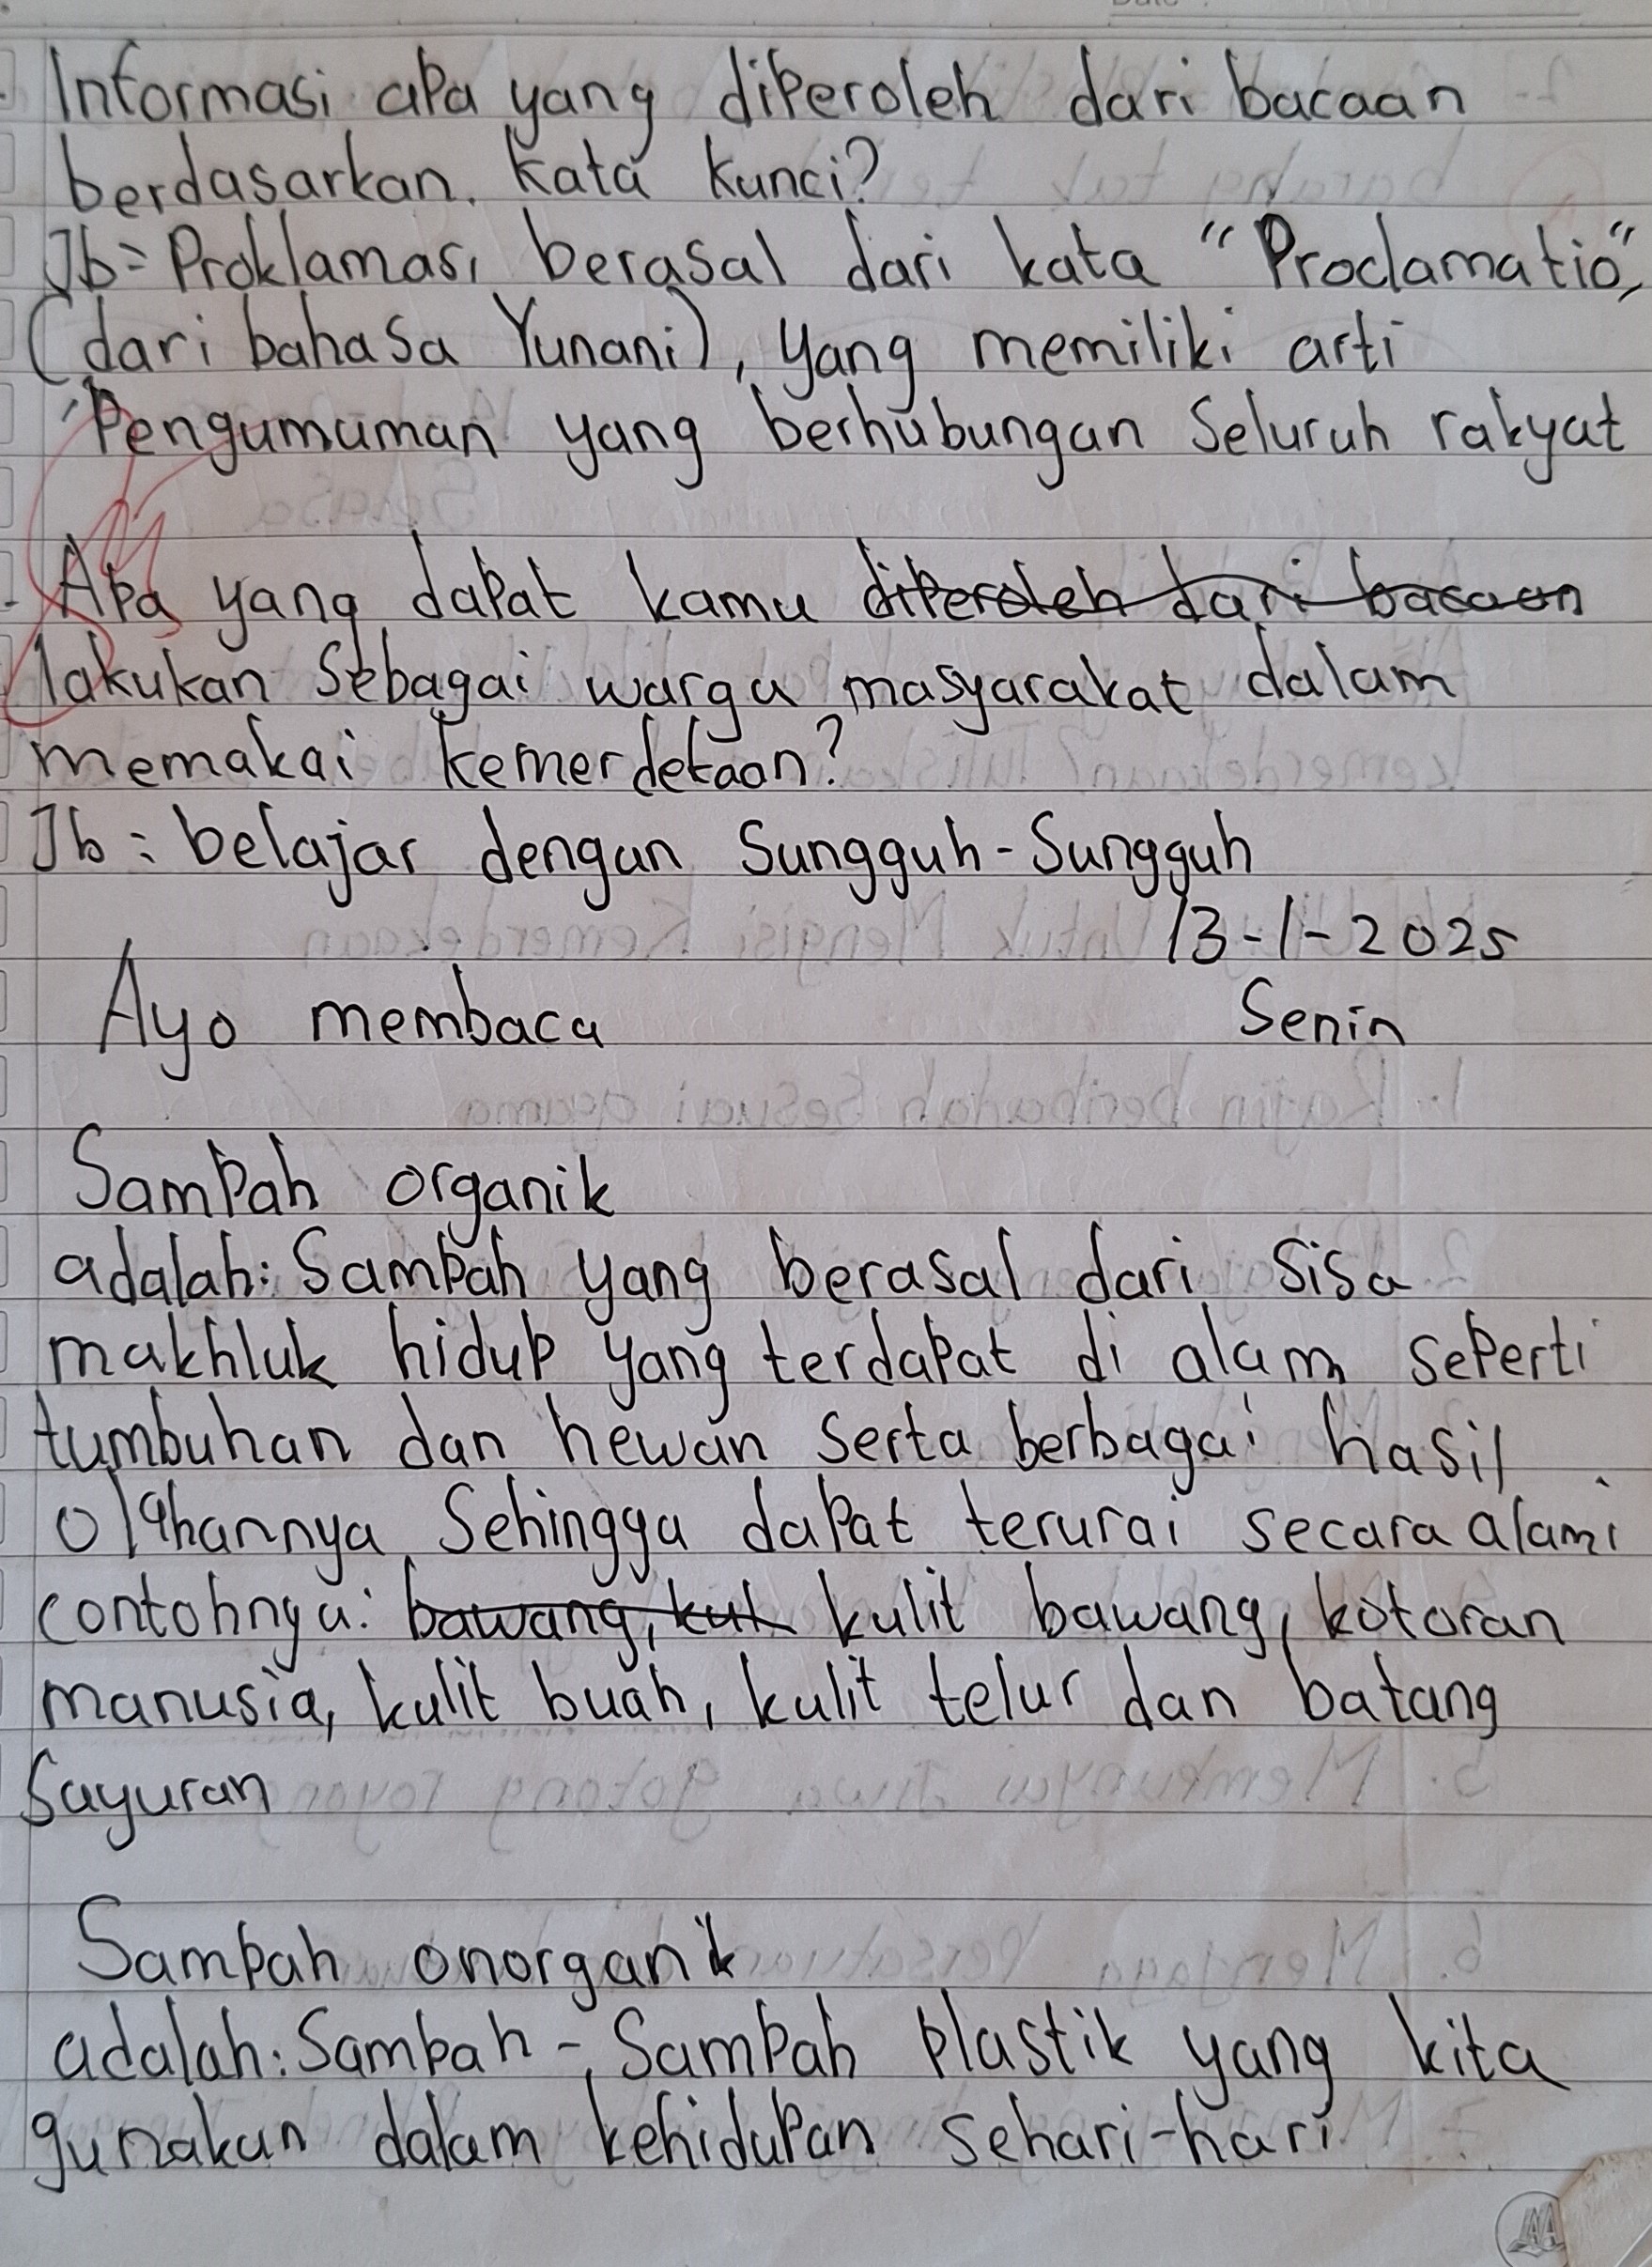 Informasi apa yang diperoleh dari bacaan
berdasarkan. kata kunci?
Jb= Proklamasi berasal dari kata "Proclamatio",
(dari bahasa Yunani), yang memiliki arti
'Pengumuman yang berhubungan seluruh rakyat
Apa yang dapat kamu ~~diperoleh dari bacaan~~
lakukan sebagai warga masyarakat dalam
memakai kemerdekaan?
Jb: belajar dengan sungguh-sungguh
13-1-2025
Ayo membaca Senin
Sampah organik
adalah: Sampah yang berasal dari sisa
makhluk hidup yang terdapat di alam seperti
tumbuhan dan hewan serta berbagai hasil
olahannya. Sehingga dapat terurai secara alami
contohnya: ~~bawang, kul~~ kulit bawang, kotoran
manusia, kulit buah, kulit telur dan batang
sayuran
Sampah onorganik
adalah: Sampah-Sampah plastik yang kita
gunakan dalam kehidupan sehari-hari